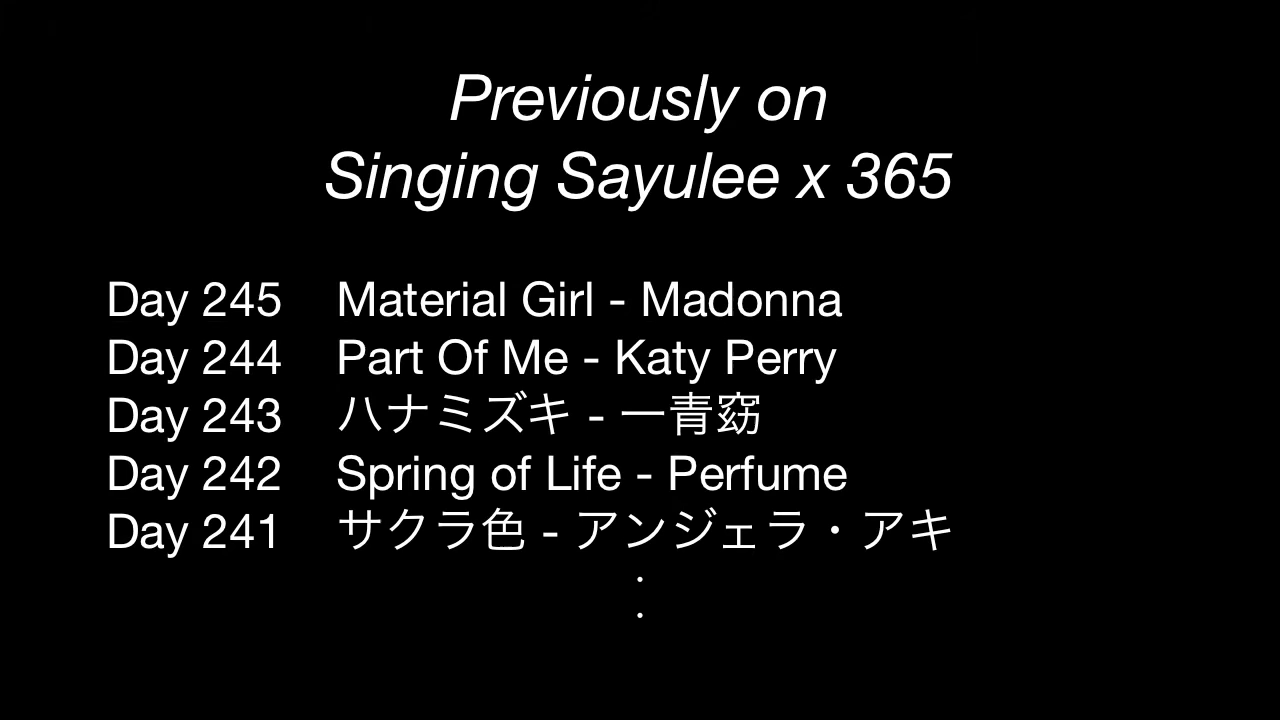 Previously on
Singing Sayulee x 365
Day 245 Material Girl - Madonna
Day 244 Part Of Me - Katy Perry
Day 243 ハナミズキ - 一青窈
Day 242 Spring of Life - Perfume
Day 241 サクラ色 - アンジェラ・アキ
.
.